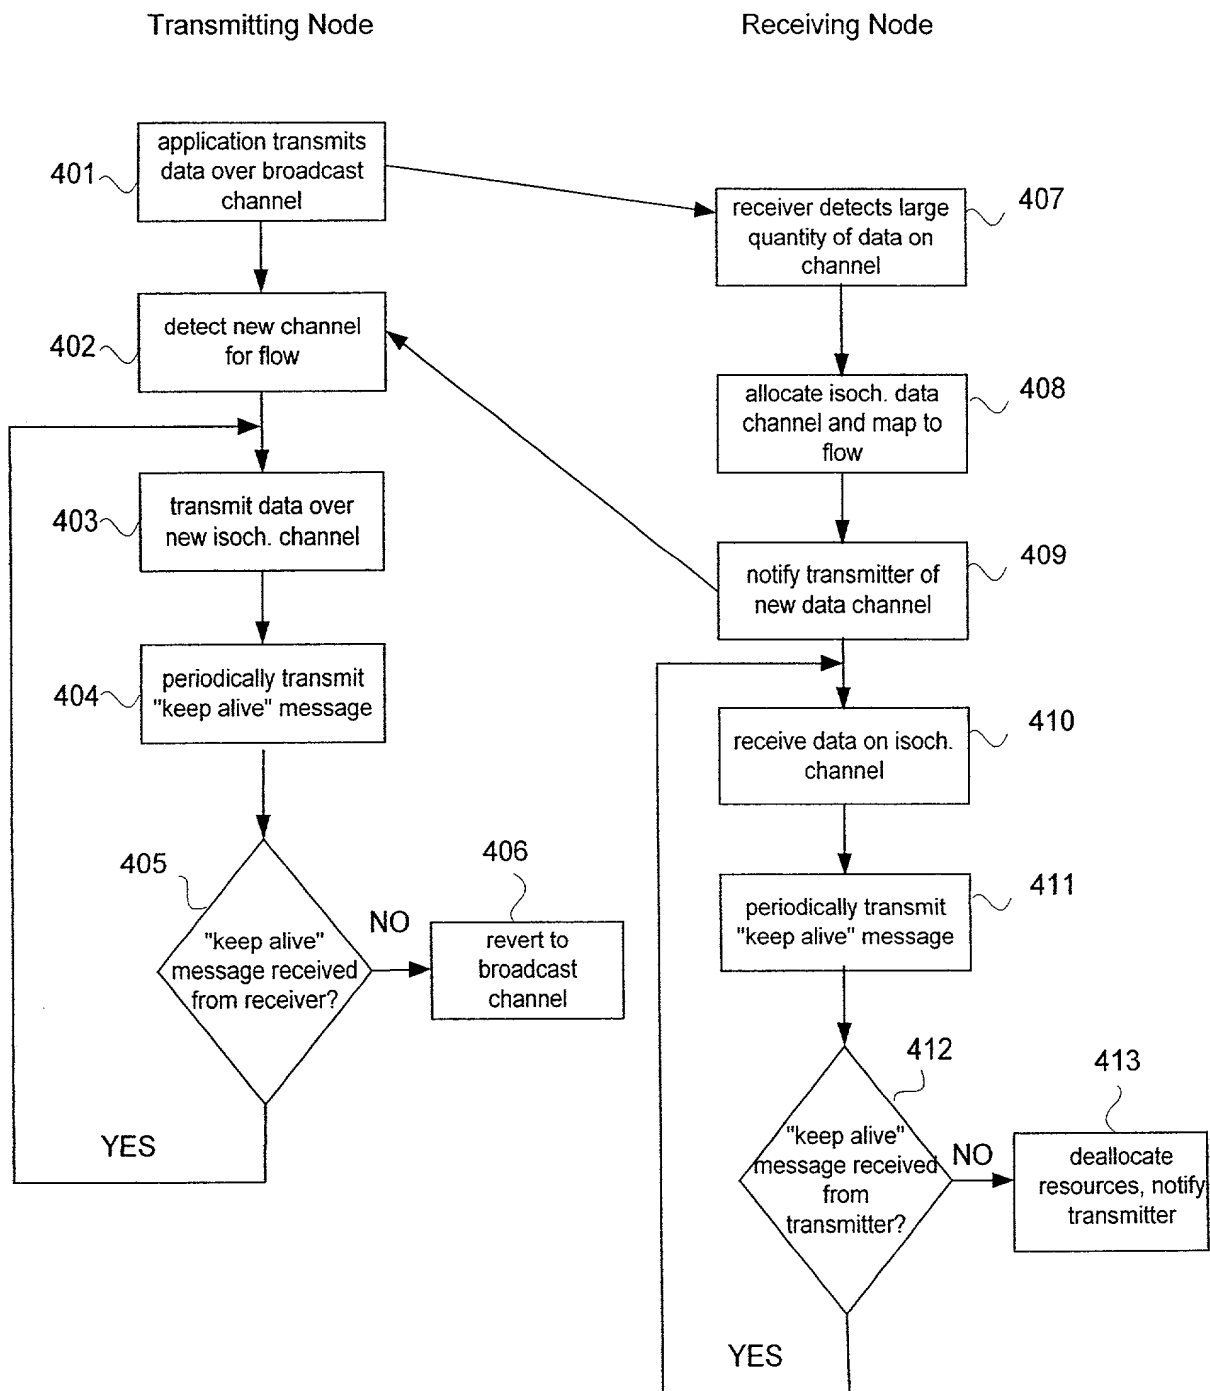 Transmitting Node
Receiving Node
401
application transmits
data over broadcast
channel
402
detect new channel
for flow
403
transmit data over
new isoch. channel
404
periodically transmit
"keep alive" message
405
"keep alive"
message received
from receiver?
NO
YES
406
revert to
broadcast
channel
407
receiver detects large
quantity of data on
channel
408
allocate isoch. data
channel and map to
flow
409
notify transmitter of
new data channel
410
receive data on isoch.
channel
411
periodically transmit
"keep alive" message
412
"keep alive"
message received
from
transmitter?
NO
YES
413
deallocate
resources, notify
transmitter